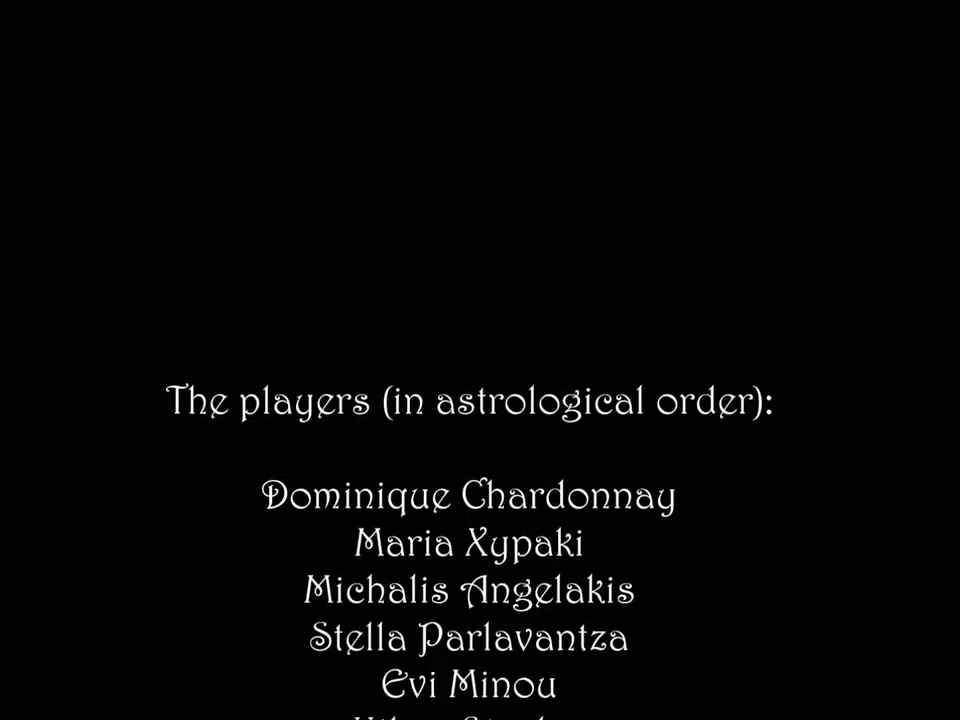 The players (in astrological order):
Dominique Chardonnay
Maria Xypaki
Michalis Angelakis
Stella Parlavantza
Evi Minou